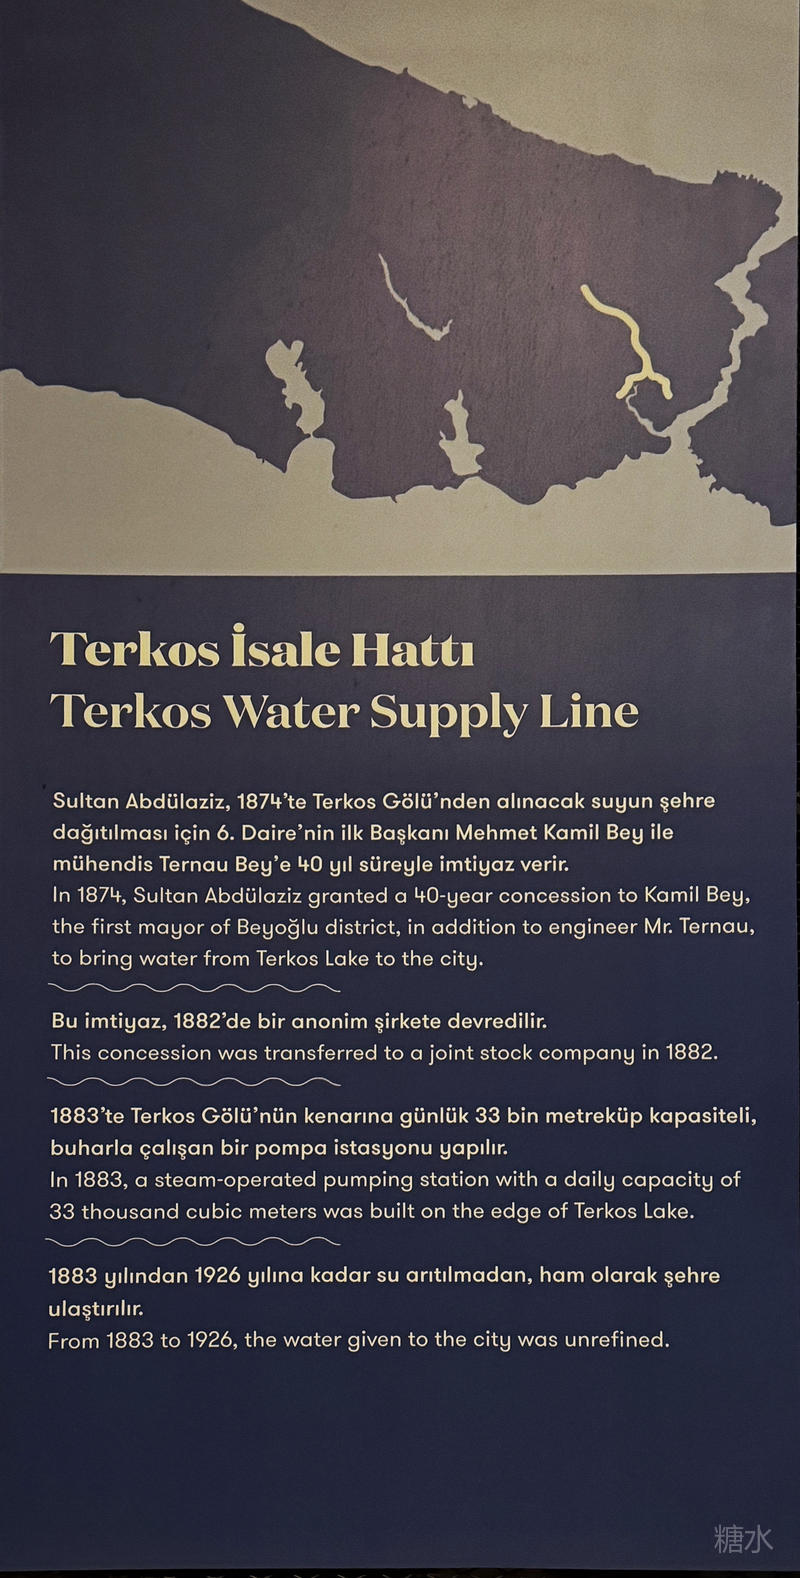 Terkos İsale Hattı
Terkos Water Supply Line
Sultan Abdülaziz, 1874’te Terkos Gölü’nden alınacak suyun şehre
dağıtılması için 6. Daire’nin ilk Başkanı Mehmet Kamil Bey ile
mühendis Ternau Bey’e 40 yıl süreyle imtiyaz verir.
In 1874, Sultan Abdülaziz granted a 40-year concession to Kamil Bey,
the first mayor of Beyoğlu district, in addition to engineer Mr. Ternau,
to bring water from Terkos Lake to the city.
Bu imtiyaz, 1882’de bir anonim şirkete devredilir.
This concession was transferred to a joint stock company in 1882.
1883’te Terkos Gölü’nün kenarına günlük 33 bin metreküp kapasiteli,
buharla çalışan bir pompa istasyonu yapılır.
In 1883, a steam-operated pumping station with a daily capacity of
33 thousand cubic meters was built on the edge of Terkos Lake.
1883 yılından 1926 yılına kadar su arıtılmadan, ham olarak şehre
ulaştırılır.
From 1883 to 1926, the water given to the city was unrefined.
糖水